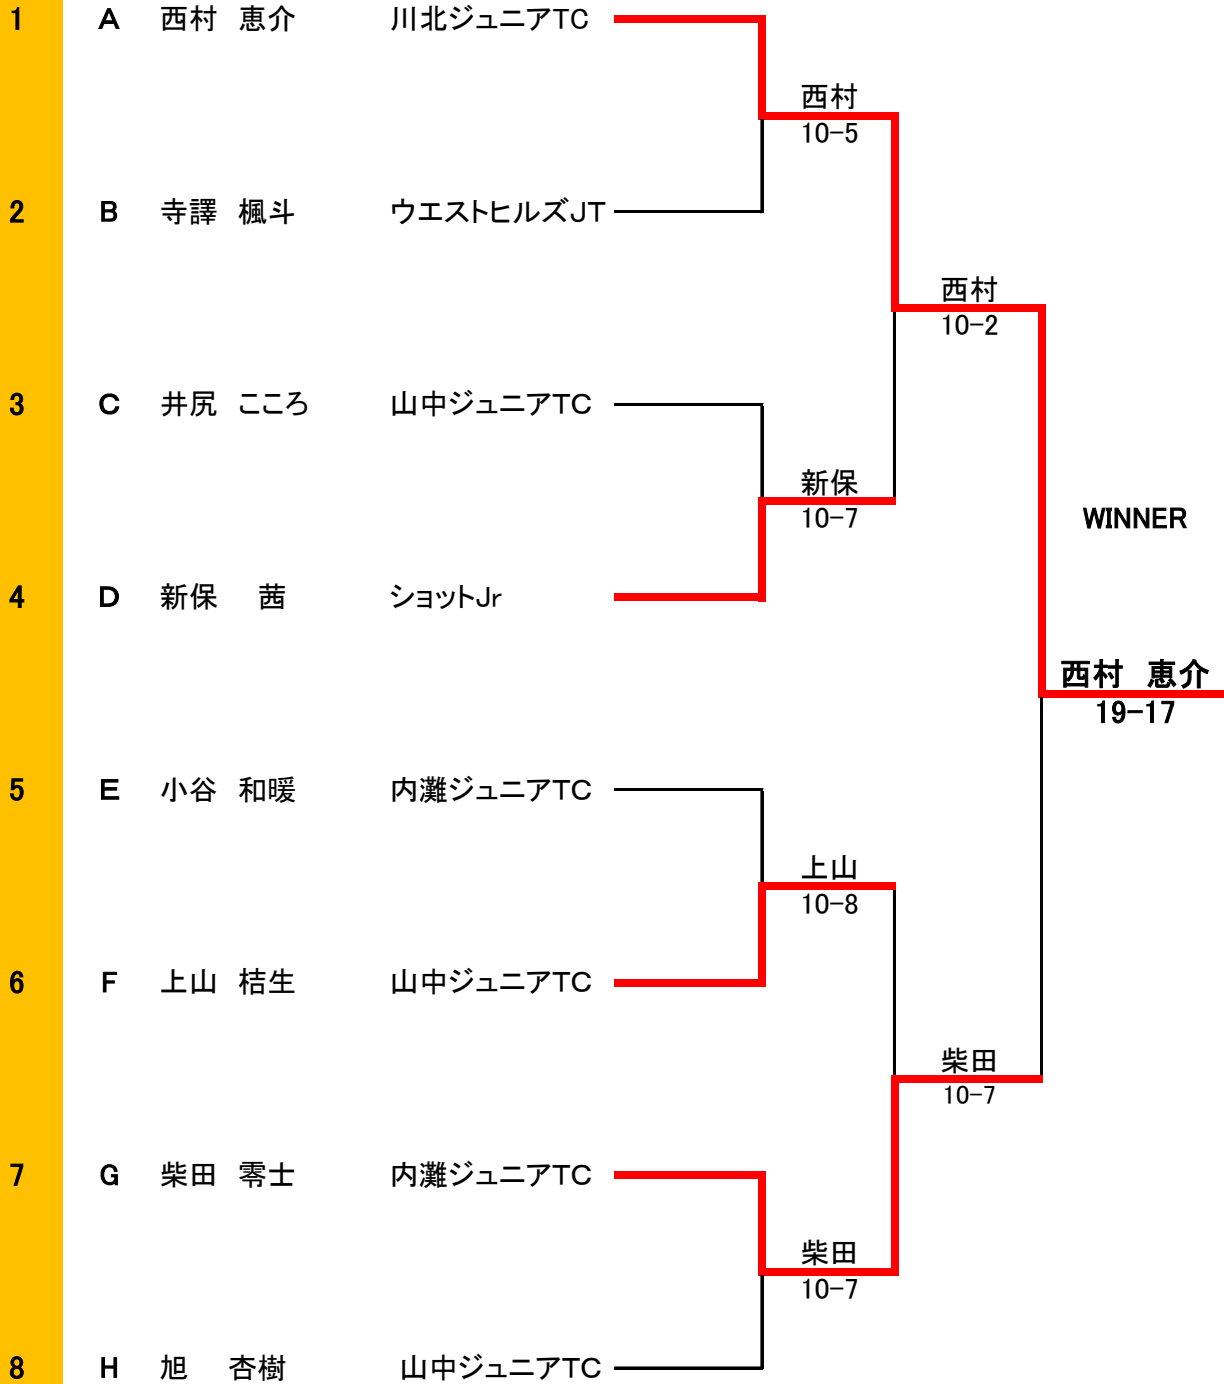 1 A 西村 恵介 川北ジュニアTC
西村
10-5
2 B 寺譯 楓斗 ウエストヒルズJT
西村
10-2
3 C 井尻 こころ 山中ジュニアTC
新保
10-7
WINNER
4 D 新保 茜 ショットJr
西村 恵介
19-17
5 E 小谷 和暖 内灘ジュニアTC
上山
10-8
6 F 上山 桔生 山中ジュニアTC
柴田
10-7
7 G 柴田 零士 内灘ジュニアTC
柴田
10-7
8 H 旭 杏樹 山中ジュニアTC